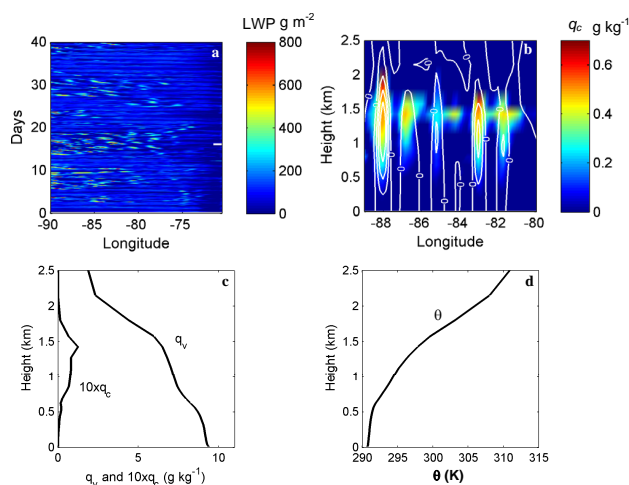 LWP g m-2
a
40
30
20
10
0
Days
-90 -85 -80 -75
Longitude
800
600
400
200
0
qc g kg-1
b
2.5
2
1.5
1
0.5
0
Height (km)
-88 -86 -84 -82 -80
Longitude
0.6
0.4
0.2
0
c
2.5
2
1.5
1
0.5
0
Height (km)
qv
10xqc
0 5 10
qv and 10xqc (g kg-1)
d
2.5
2
1.5
1
0.5
0
Height (km)
θ
290 295 300 305 310 315
θ (K)